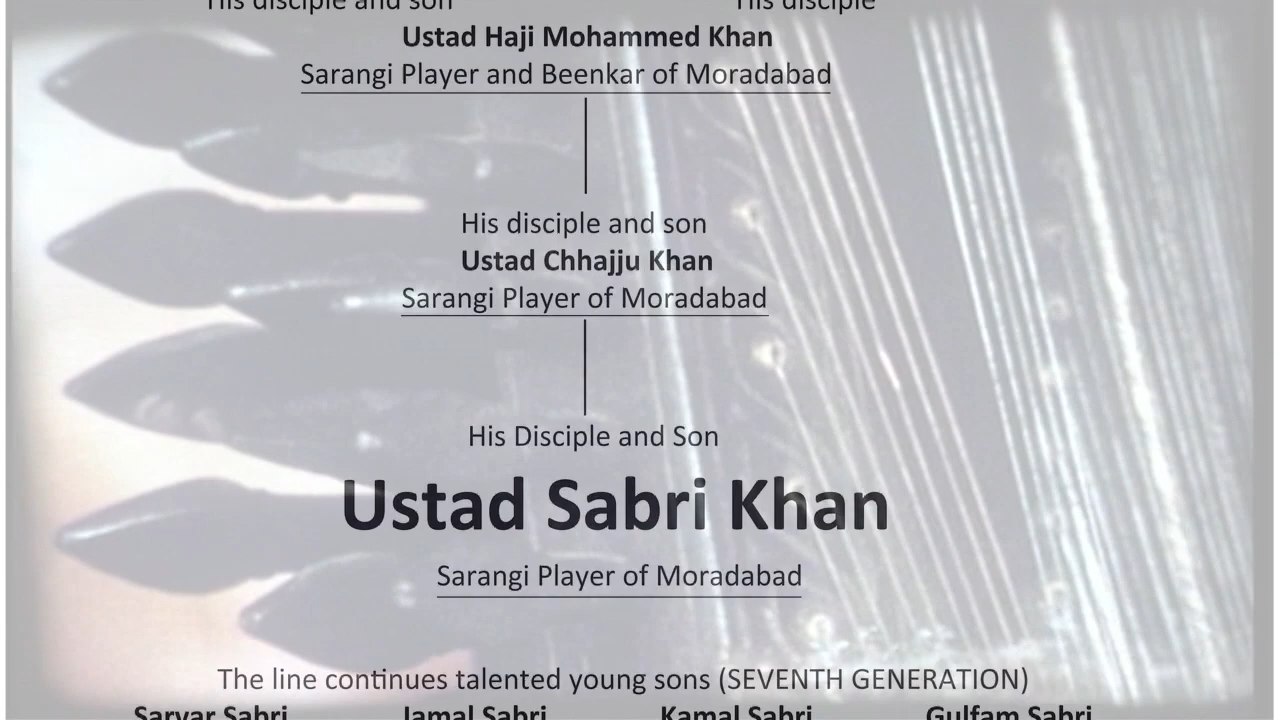 His disciple and son His disciple
Ustad Haji Mohammed Khan
Sarangi Player and Beenkar of Moradabad
His disciple and son
Ustad Chhajju Khan
Sarangi Player of Moradabad
His Disciple and Son
Ustad Sabri Khan
Sarangi Player of Moradabad
The line continues talented young sons (SEVENTH GENERATION)
Sarvar Sabri Jamal Sabri Kamal Sabri Gulfam Sabri